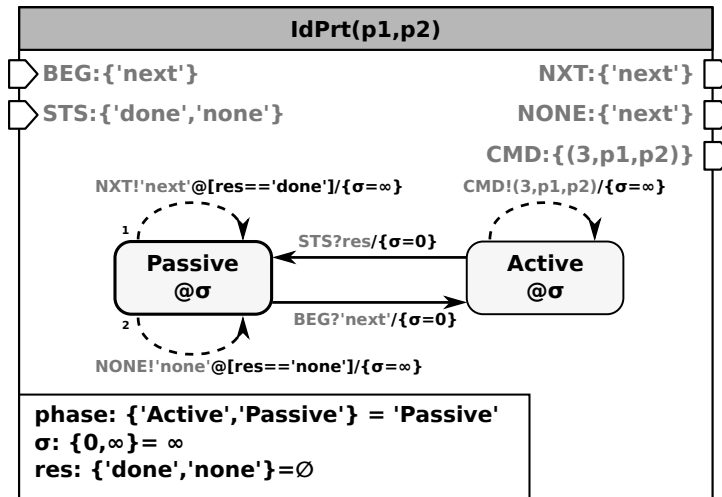 IdPrt(p1,p2)
BEG:{'next'}
NXT:{'next'}
STS:{'done','none'}
NONE:{'next'}
CMD:{(3,p1,p2)}
NXT!'next'@[res=='done']/{σ=∞}
CMD!(3,p1,p2)/{σ=∞}
1
STS?res/{σ=0}
Passive
@σ
Active
@σ
BEG?'next'/{σ=0}
2
NONE!'none'@[res=='none']/{σ=∞}
phase: {'Active','Passive'} = 'Passive'
σ: {0,∞}= ∞
res: {'done','none'}=∅